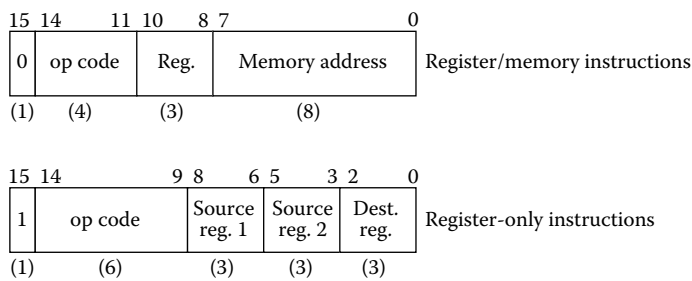 15 14 11 10 8 7 0
0 op code Reg. Memory address Register/memory instructions
(1) (4) (3) (8)
15 14 9 8 6 5 3 2 0
1 op code Source reg. 1 Source reg. 2 Dest. reg. Register-only instructions
(1) (6) (3) (3) (3)